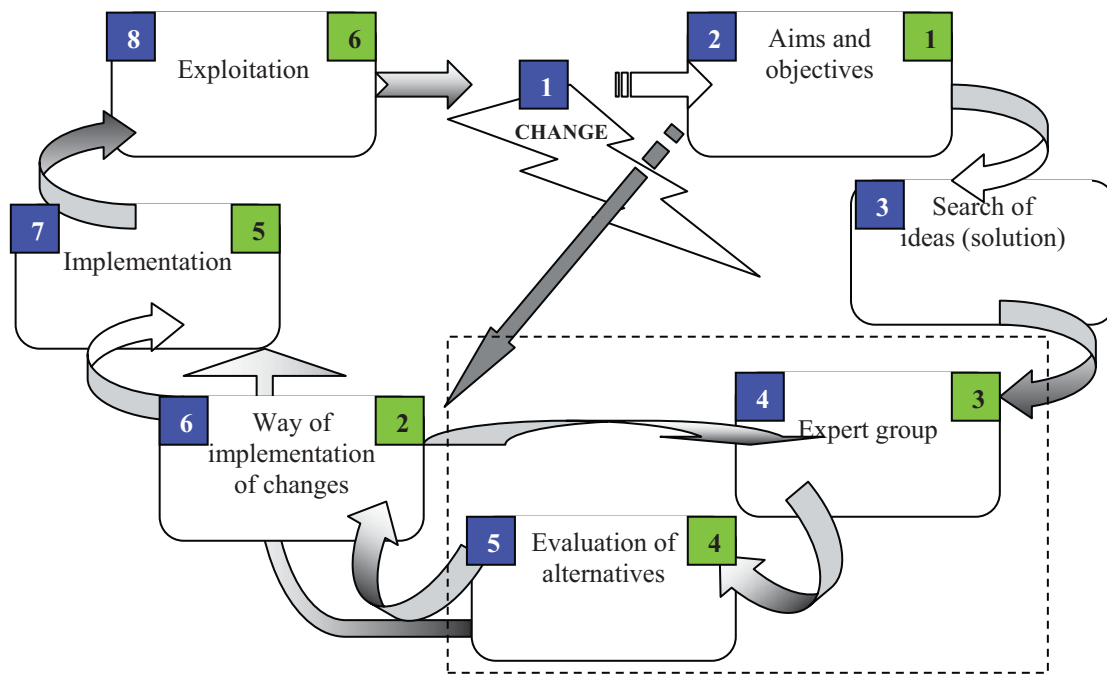 8
6
Exploitation
1
CHANGE
2
1
Aims and
objectives
3
Search of
ideas (solution)
7
5
Implementation
6
2
Way of
implementation
of changes
4
3
Expert group
5
4
Evaluation of
alternatives